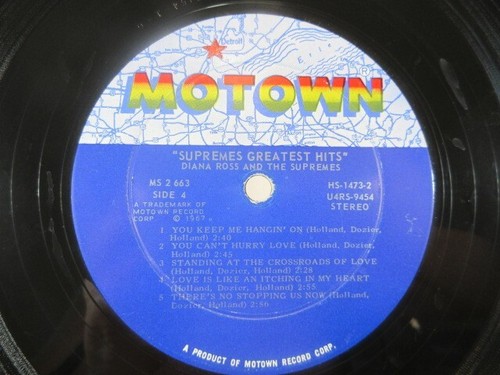 Detroit
Erie
MOTOWN
"SUPREMES GREATEST HITS"
DIANA ROSS AND THE SUPREMES
MS 2 663
SIDE 4
A TRADEMARK OF
MOTOWN RECORD
CORP. © 1967
HS-1473-2
U4RS-9454
STEREO
1 YOU KEEP ME HANGIN' ON (Holland, Dozier,
Holland) 2:40
2 YOU CAN'T HURRY LOVE (Holland, Dozier,
Holland) 2:45
3 STANDING AT THE CROSSROADS OF LOVE
(Holland, Dozier, Holland) 2:28
4 LOVE IS LIKE AN ITCHING IN MY HEART
(Holland, Dozier, Holland) 2:55
5 THERE'S NO STOPPING US NOW (Holland, Dozier,
Holland) 2:56
A PRODUCT OF MOTOWN RECORD CORP.